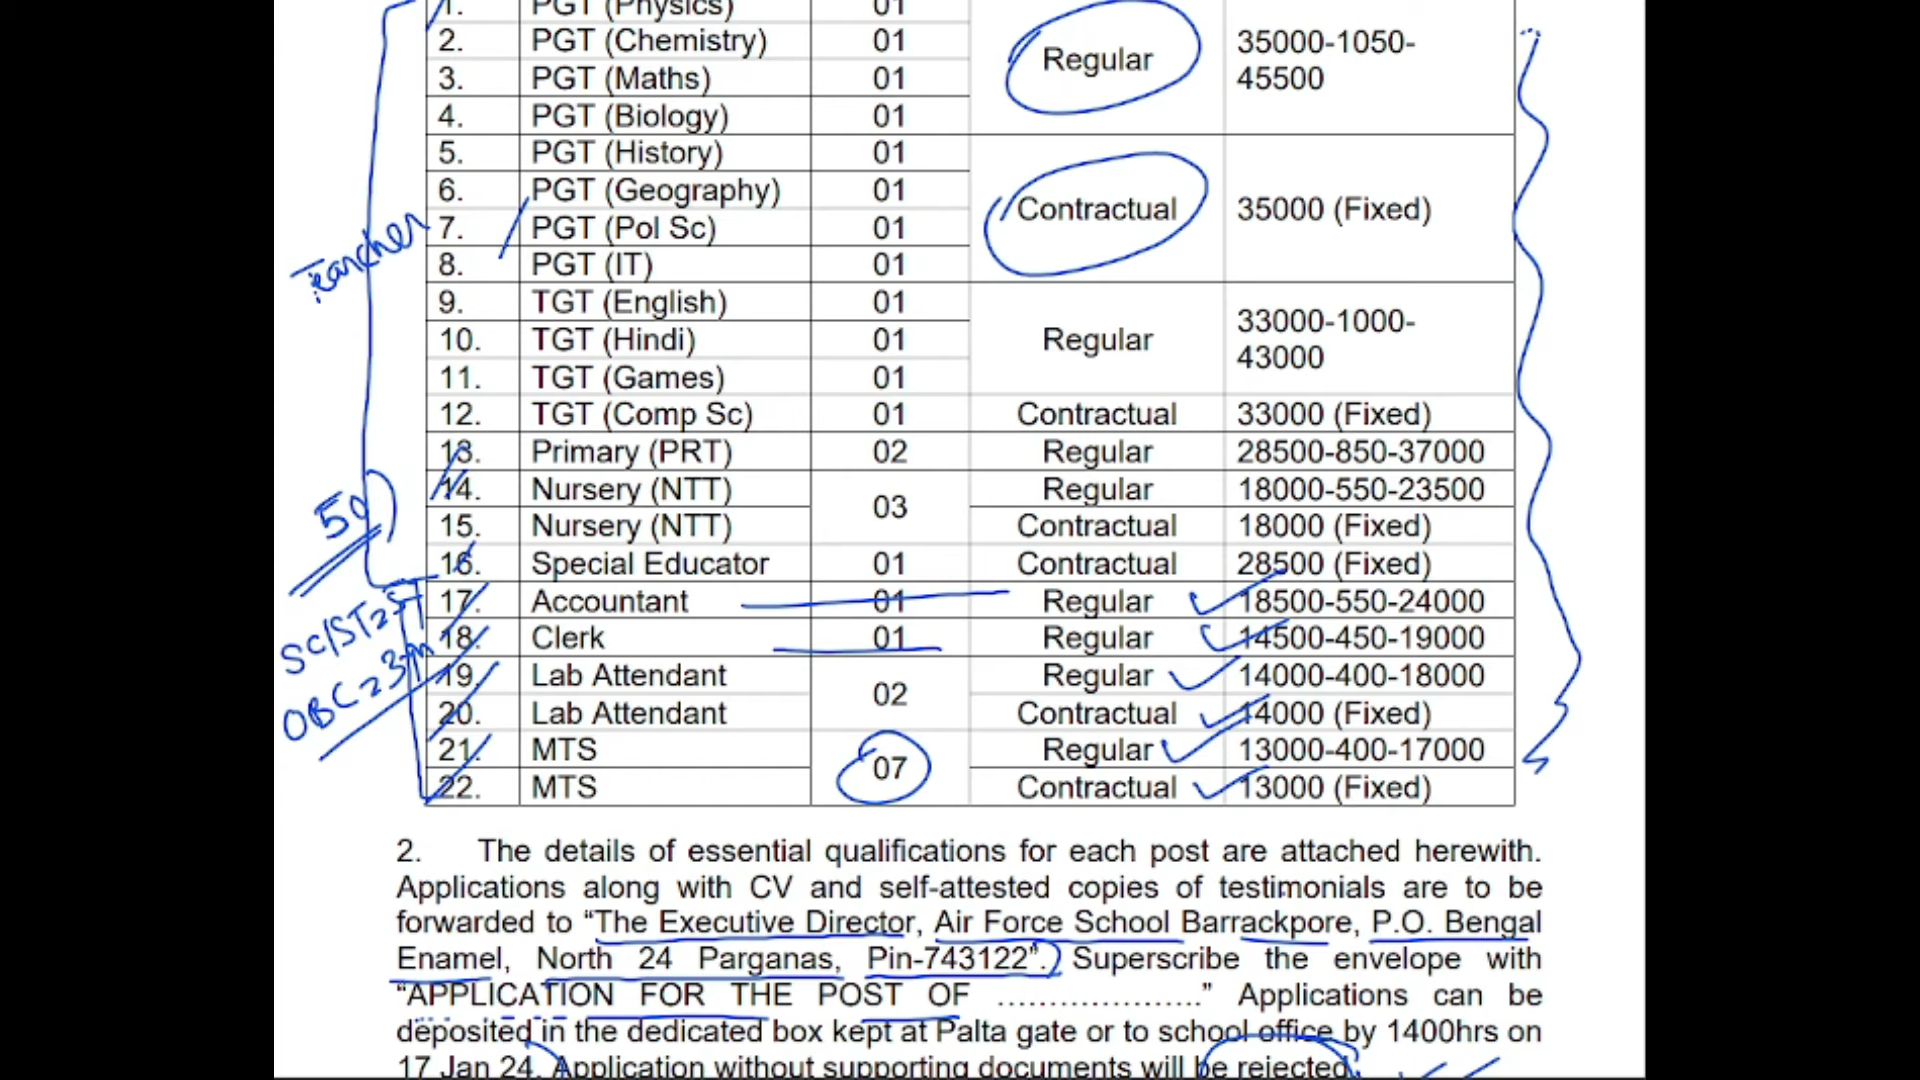 1. PGT (Physics) 01
2. PGT (Chemistry) 01
Regular 35000-1050-
3. PGT (Maths) 01
45500
4. PGT (Biology) 01
5. PGT (History) 01
6. PGT (Geography) 01
Contractual 35000 (Fixed)
7. PGT (Pol Sc) 01
8. PGT (IT) 01
9. TGT (English) 01
33000-1000-
10. TGT (Hindi) 01 Regular
43000
11. TGT (Games) 01
12. TGT (Comp Sc) 01 Contractual 33000 (Fixed)
13. Primary (PRT) 02 Regular 28500-850-37000
14. Nursery (NTT) Regular 18000-550-23500
03
15. Nursery (NTT) Contractual 18000 (Fixed)
16. Special Educator 01 Contractual 28500 (Fixed)
17. Accountant 01 Regular 18500-550-24000
18. Clerk 01 Regular 14500-450-19000
19. Lab Attendant Regular 14000-400-18000
02
20. Lab Attendant Contractual 14000 (Fixed)
21. MTS Regular 13000-400-17000
07
22. MTS Contractual 13000 (Fixed)
Teancher
50
SC/ST
OBC
2. The details of essential qualifications for each post are attached herewith.
Applications along with CV and self-attested copies of testimonials are to be
forwarded to “The Executive Director, Air Force School Barrackpore, P.O. Bengal
Enamel, North 24 Parganas, Pin-743122”. Superscribe the envelope with
“APPLICATION FOR THE POST OF .....................” Applications can be
deposited in the dedicated box kept at Palta gate or to school office by 1400hrs on
17 Jan 24. Application without supporting documents will be rejected.